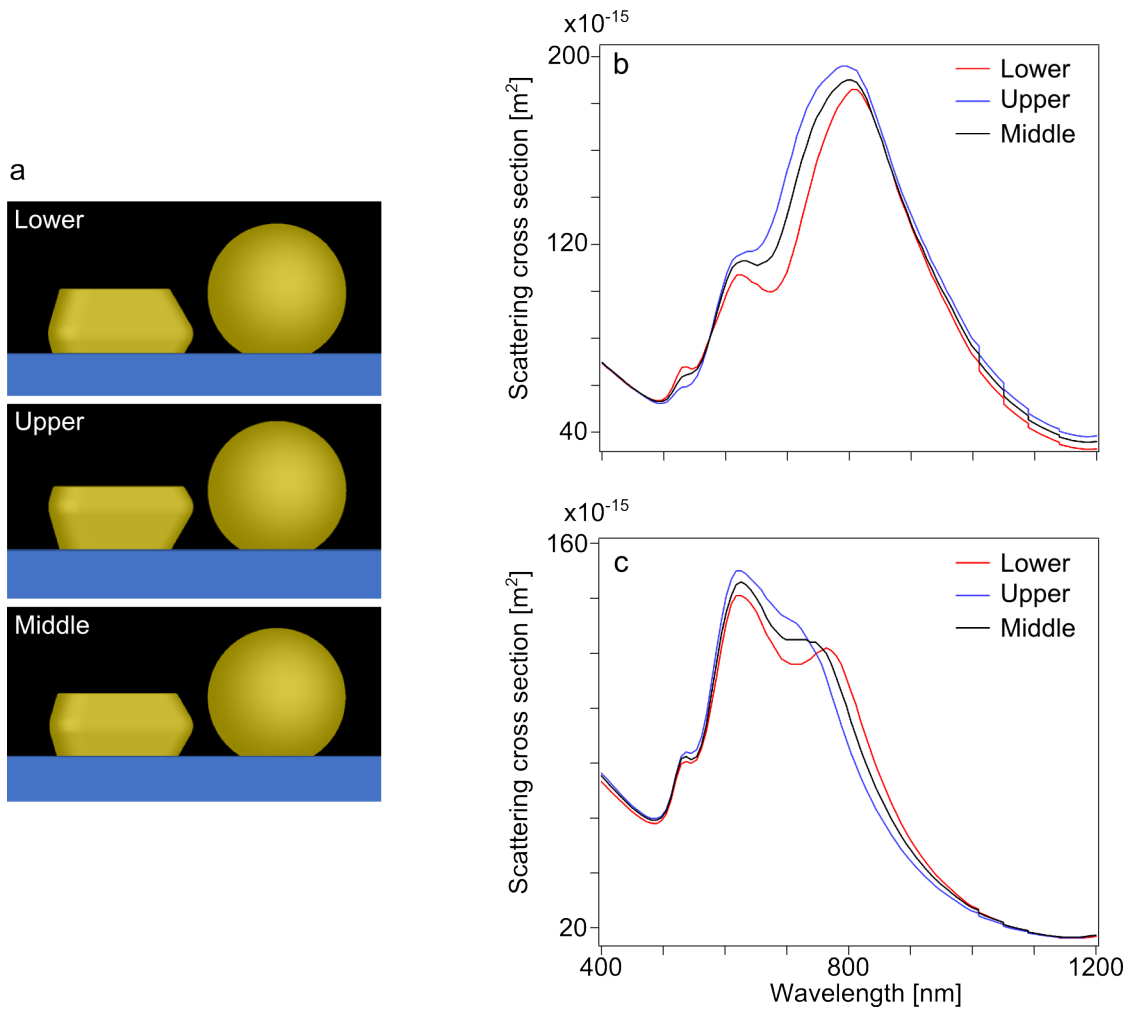 a
Lower
Upper
Middle
x10⁻¹⁵
b
200
120
40
Scattering cross section [m²]
Lower
Upper
Middle
x10⁻¹⁵
c
160
20
Scattering cross section [m²]
Lower
Upper
Middle
400
800
1200
Wavelength [nm]